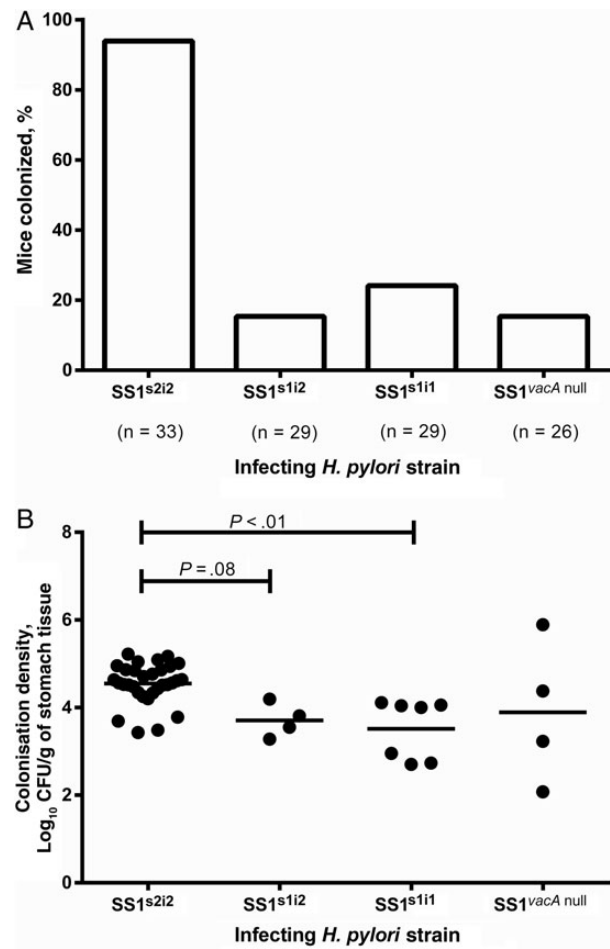 A
Mice colonized, %
100
80
60
40
20
0
SS1s2i2 SS1s1i2 SS1s1i1 SS1vacA null
(n = 33) (n = 29) (n = 29) (n = 26)
Infecting H. pylori strain
B
Colonisation density,
Log10 CFU/g of stomach tissue
8
6
4
2
0
P < .01
P = .08
SS1s2i2 SS1s1i2 SS1s1i1 SS1vacA null
Infecting H. pylori strain